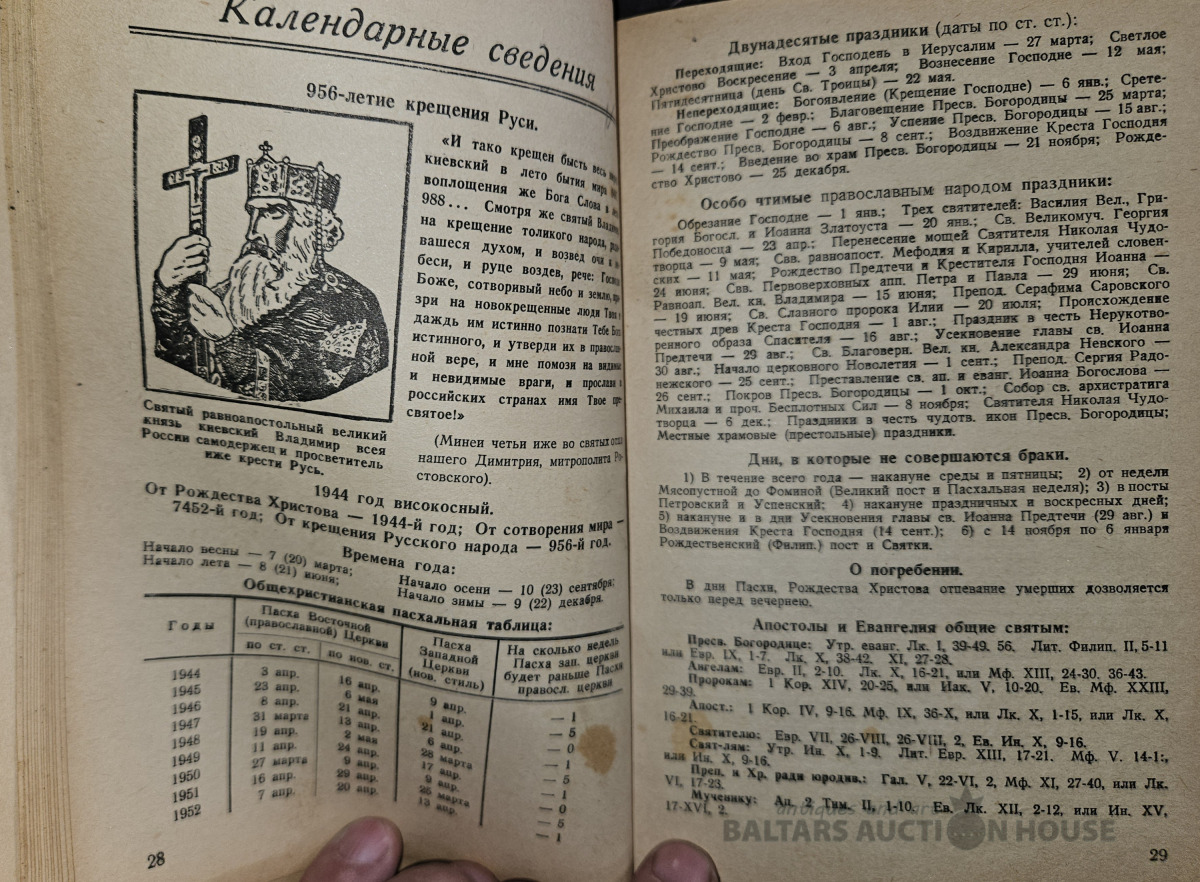 Календарные сведения
956-летие крещения Руси.
«И тако крещен бысть весь
киевский в лето бытия мира
воплощения же Бога Слова в
988... Смотря же святый Влади
на крещение толикого народа,
вашеся духом, и возвед очи
беси, и руце воздев, рече:
Боже, сотворивый небо и землю,
зри на новокрещенные люди
даждь им истинно познати Тебе
истинного, и утверди их в правосла
ной вере, и мне помози на видимые
и невидимые враги, и прослави
российских странах имя Твое пре
святое!»
(Минеи четьи иже во святых отца
нашего Димитрия, митрополита Ро-
стовского).
Святый равноапостольный великий
князь киевский Владимир всея
России самодержец и просветитель
иже крести Русь.
1944 год високосный.
От Рождества Христова — 1944-й год; От сотворения мира —
7452-й год; От крещения Русского народа — 956-й год.
Времена года:
Начало весны — 7 (20) марта; Начало осени — 10 (23) сентября;
Начало лета — 8 (21) июня; Начало зимы — 9 (22) декабря.
Общехристианская пасхальная таблица:
Годы
Пасха Восточной
(православной) Церкви
по ст. ст. по нов. ст.
Пасха
Западной
Церкви
(нов. стиль)
На сколько недель
Пасха зап. церкви
будет раньше Пасхи
правосл. церкви
1944 3 апр. 16 апр. 9 апр. — 1
1945 23 апр. 6 мая 1 апр. — 5
1946 8 апр. 21 апр. 21 апр. — 0
1947 31 марта 13 апр. 6 апр. — 1
1948 19 апр. 2 мая 28 марта — 5
1949 11 апр. 24 апр. 17 апр. — 1
1950 27 марта 9 апр. 9 апр. — 0
1951 16 апр. 29 апр. 25 марта — 5
1952 7 апр. 20 апр. 13 апр. — 1
28
Двунадесятые праздники (даты по ст. ст.):
Переходящие: Вход Господень в Иерусалим — 27 марта; Светлое
Христово Воскресение — 3 апреля; Вознесение Господне — 12 мая;
Пятидесятница (день Св. Троицы) — 22 мая.
Непереходящие: Богоявление (Крещение Господне) — 6 янв.; Срете-
ние Господне — 2 февр.; Благовещение Пресв. Богородицы — 25 марта;
Преображение Господне — 6 авг.; Успение Пресв. Богородицы — 15 авг.;
Рождество Пресв. Богородицы — 8 сент.; Воздвижение Креста Господня
— 14 сент.; Введение во храм Пресв. Богородицы — 21 ноября; Рожде-
ство Христово — 25 декабря.
Особо чтимые православным народом праздники:
Обрезание Господне — 1 янв.; Трех святителей: Василия Вел., Гри-
гория Богосл. и Иоанна Златоуста — 20 янв.; Св. Великомуч. Георгия
Победоносца — 23 апр.; Перенесение мощей Святителя Николая Чудо-
творца — 9 мая; Свв. равноапост. Мефодия и Кирилла, учителей словен-
ских — 11 мая; Рождество Предтечи и Крестителя Господня Иоанна —
24 июня; Свв. Первоверховных апп. Петра и Павла — 29 июня; Св.
Равноап. Вел. кн. Владимира — 15 июня; Препод. Серафима Саровского
— 19 июня; Св. Славного пророка Илии — 20 июля; Происхождение
честных древ Креста Господня — 1 авг.; Праздник в честь Нерукотво-
ренного образа Спасителя — 16 авг.; Усекновение главы св. Иоанна
Предтечи — 29 авг.; Св. Благоверн. Вел. кн. Александра Невского —
30 авг.; Начало церковного Новолетия — 1 сент.; Препод. Сергия Радо-
нежского — 25 сент.; Преставление св. ап. и еванг. Иоанна Богослова —
26 сент.; Покров Пресв. Богородицы — 1 окт.; Собор св. архистратига
Михаила и проч. Бесплотных Сил — 8 ноября; Святителя Николая Чудо-
творца — 6 дек.; Праздники в честь чудотв. икон Пресв. Богородицы;
Местные храмовые (престольные) праздники.
Дни, в которые не совершаются браки.
1) В течение всего года — накануне среды и пятницы; 2) от недели
Мясопустной до Фоминой (Великий пост и Пасхальная неделя); 3) в посты
Петровский и Успенский; 4) накануне праздничных и воскресных дней;
5) накануне и в дни Усекновения главы св. Иоанна Предтечи (29 авг.) и
Воздвижения Креста Господня (14 сент.); 6) с 14 ноября по 6 января
Рождественский (Филип.) пост и Святки.
О погребении.
В дни Пасхи, Рождества Христова отпевание умерших дозволяется
только перед вечернею.
Апостолы и Евангелия общие святым:
Пресв. Богородице: Утр. еванг. Лк. I, 39-49. 56. Лит. Филип. II, 5-11
или Евр. IX, 1-7. Лк. X, 38-42. XI, 27-28.
Ангелам: Евр. II, 2-10. Лк. X, 16-21, или Мф. XIII, 24-30. 36-43.
Пророкам: 1 Кор. XIV, 20-25, или Иак. V, 10-20. Ев. Мф. XXIII,
29-39.
Апост.: 1 Кор. IV, 9-16. Мф. IX, 36-X, или Лк. X, 1-15, или Лк. X,
16-21.
Святителю: Евр. VII, 26-VIII, 2, Ев. Ин. X, 9-16.
Свят-лям: Утр. Ин. X, 1-9. Лит. Евр. XIII, 17-21. Мф. V. 14-1:,
или Ин. X, 9-16.
Преп. и Хр. ради юродив.: Гал. V, 22-VI, 2, Мф. XI, 27-40, или Лк.
VI, 17-23.
Мученику: Ап. 2 Тим. II, 1-10. Ев. Лк. XII, 2-12, или Ин. XV,
17-XVI, 2.
29
antiques and art
BALTARS AUCTION HOUSE